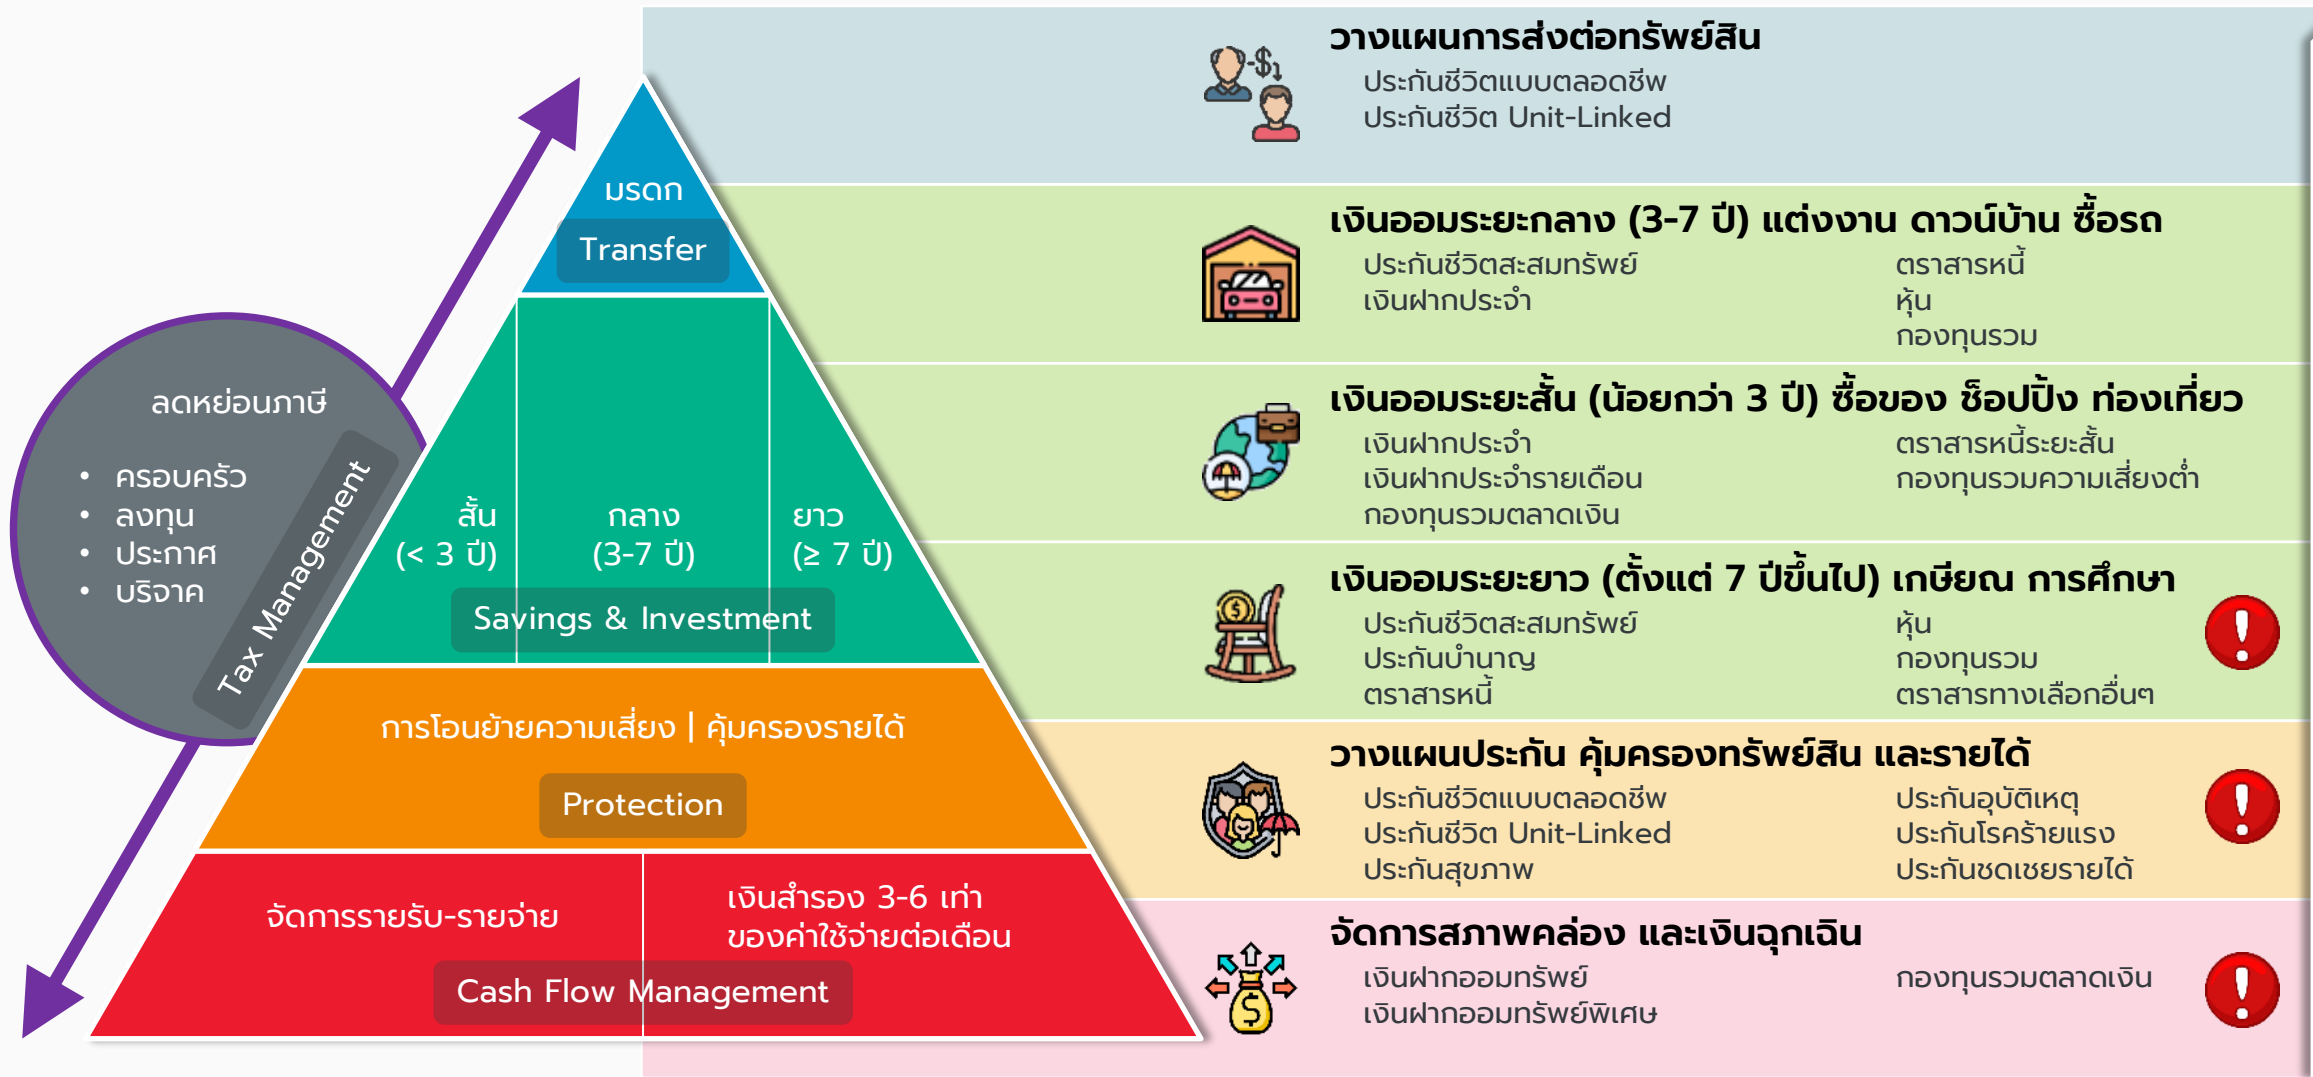 ลดหย่อนภาษี
• ครอบครัว
• ลงทุน
• ประกาศ
• บริจาค
Tax Management
มรดก
Transfer
สั้น
(< 3 ปี)
กลาง
(3-7 ปี)
ยาว
(≥ 7 ปี)
Savings & Investment
การโอนย้ายความเสี่ยง | คุ้มครองรายได้
Protection
จัดการรายรับ-รายจ่าย
เงินสำรอง 3-6 เท่า
ของค่าใช้จ่ายต่อเดือน
Cash Flow Management
วางแผนการส่งต่อทรัพย์สิน
ประกันชีวิตแบบตลอดชีพ
ประกันชีวิต Unit-Linked
เงินออมระยะกลาง (3-7 ปี) แต่งงาน ดาวน์บ้าน ซื้อรถ
ประกันชีวิตสะสมทรัพย์
เงินฝากประจำ
ตราสารหนี้
หุ้น
กองทุนรวม
เงินออมระยะสั้น (น้อยกว่า 3 ปี) ซื้อของ ช็อปปิ้ง ท่องเที่ยว
เงินฝากประจำ
เงินฝากประจำรายเดือน
กองทุนรวมตลาดเงิน
ตราสารหนี้ระยะสั้น
กองทุนรวมความเสี่ยงต่ำ
เงินออมระยะยาว (ตั้งแต่ 7 ปีขึ้นไป) เกษียณ การศึกษา
ประกันชีวิตสะสมทรัพย์
ประกันบำนาญ
ตราสารหนี้
หุ้น
กองทุนรวม
ตราสารทางเลือกอื่นๆ
วางแผนประกัน คุ้มครองทรัพย์สิน และรายได้
ประกันชีวิตแบบตลอดชีพ
ประกันชีวิต Unit-Linked
ประกันสุขภาพ
ประกันอุบัติเหตุ
ประกันโรคร้ายแรง
ประกันชดเชยรายได้
จัดการสภาพคล่อง และเงินฉุกเฉิน
เงินฝากออมทรัพย์
เงินฝากออมทรัพย์พิเศษ
กองทุนรวมตลาดเงิน